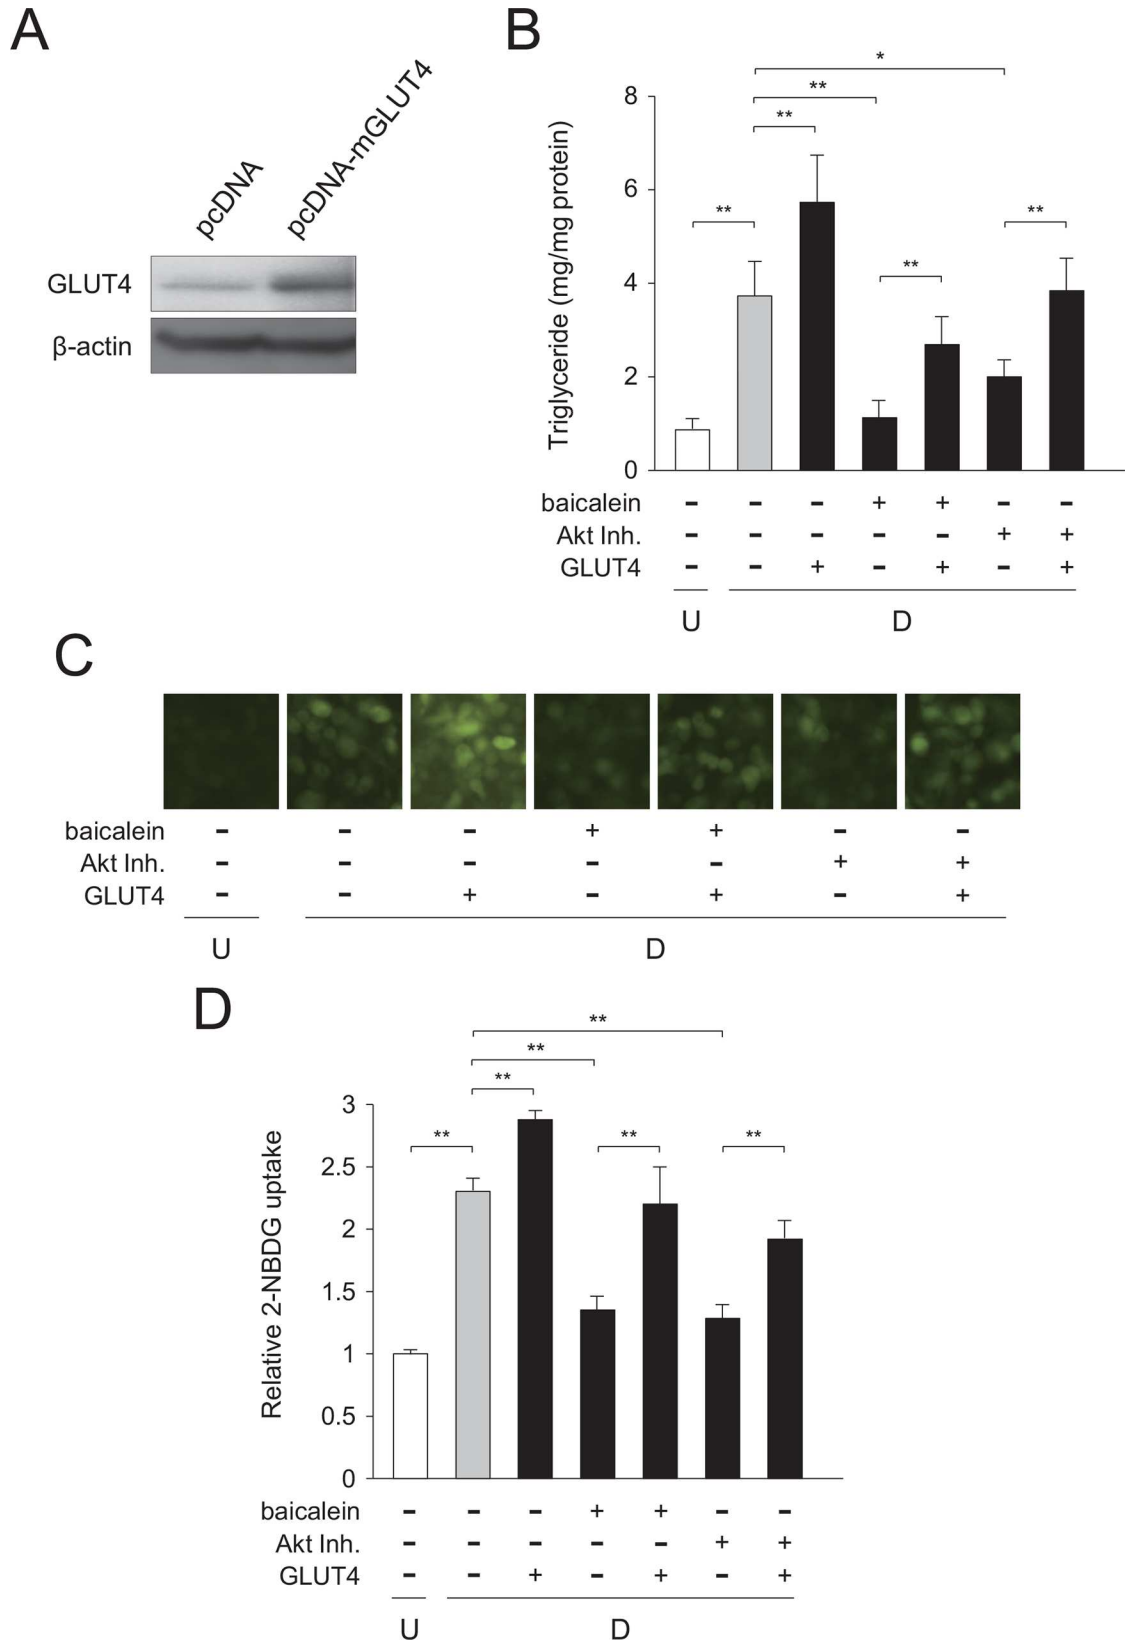 A
pcDNA
pcDNA-mGLUT4
GLUT4
β-actin
B
*
**
**
**
**
**
8
6
4
2
0
Triglyceride (mg/mg protein)
baicalein - - - + + - -
Akt Inh. - - - - - + +
GLUT4 - - + - + - +
U D
C
baicalein - - - + + - -
Akt Inh. - - - - - + +
GLUT4 - - + - + - +
U D
D
**
**
**
** ** **
3
2.5
2
1.5
1
0.5
0
Relative 2-NBDG uptake
baicalein - - - + + - -
Akt Inh. - - - - - + +
GLUT4 - - + - + - +
U D